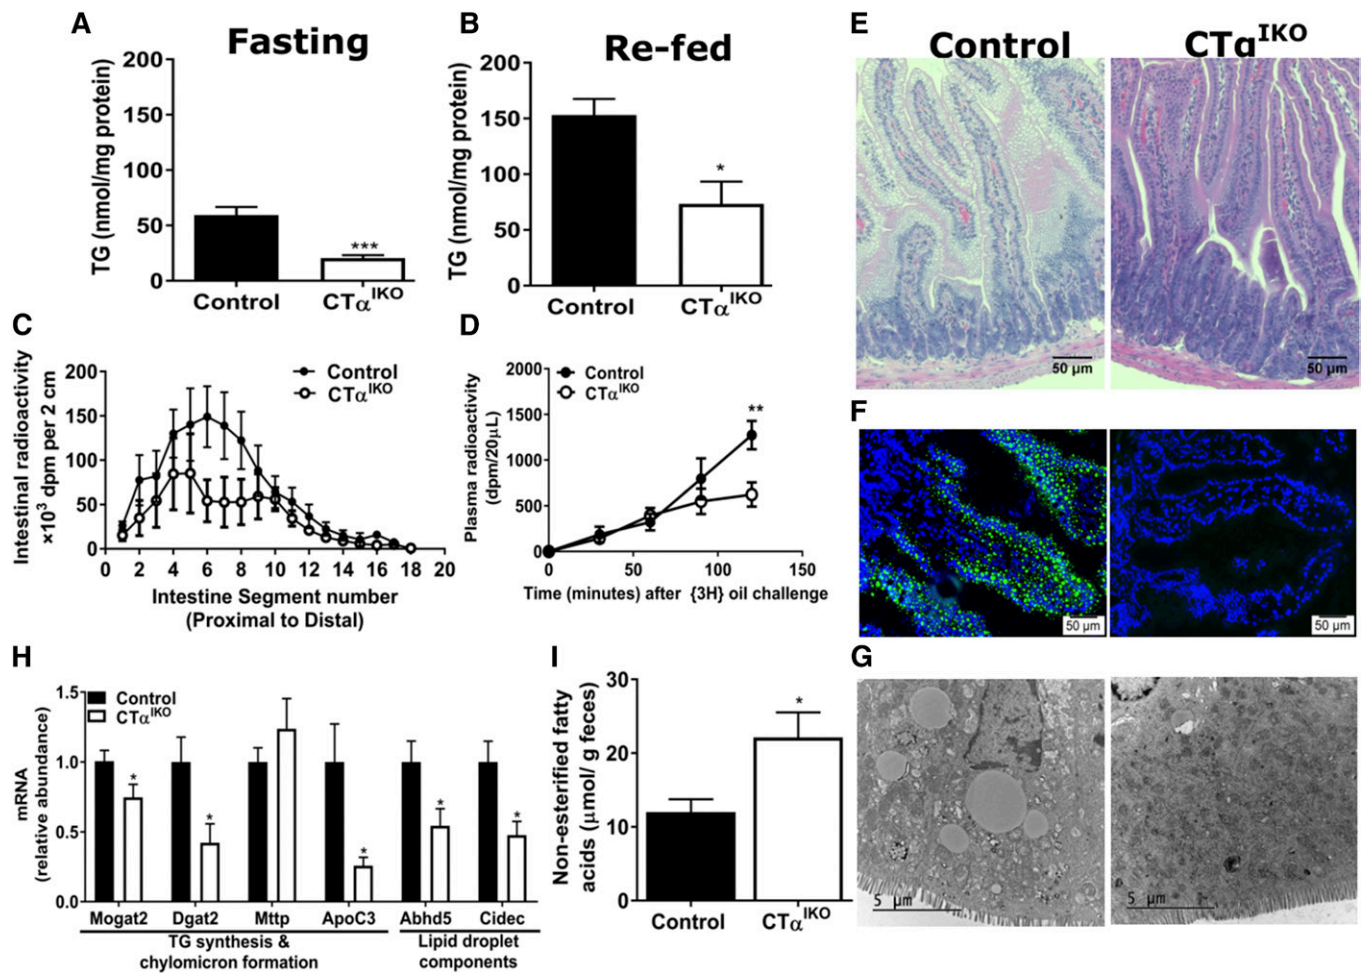 A
Fasting
TG (nmol/mg protein)
200
150
100
50
0
***
Control
CTα^IKO
B
Re-fed
TG (nmol/mg protein)
200
150
100
50
0
*
Control
CTα^IKO
C
Intestinal radioactivity
×10³ dpm per 2 cm
200
150
100
50
0
Control
CTα^IKO
0 2 4 6 8 10 12 14 16 18 20
Intestine Segment number
(Proximal to Distal)
D
Plasma radioactivity
(dpm/20µL)
2000
1500
1000
500
0
Control
CTα^IKO
**
0 50 100 150
Time (minutes) after {3H} oil challenge
E
Control
CTα^IKO
50 µm
50 µm
F
50 µm
50 µm
H
mRNA
(relative abundance)
1.5
1.0
0.5
0.0
Control
CTα^IKO
* * * * *
Mogat2 Dgat2 Mttp ApoC3 Abhd5 Cidec
TG synthesis &
chylomicron formation
Lipid droplet
components
I
Non-esterified fatty
acids (µmol/ g feces)
30
20
10
0
*
Control
CTα^IKO
G
5 µm
5 µm